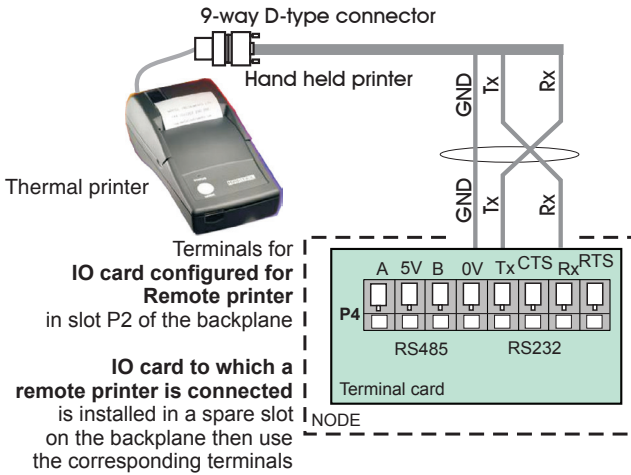 9-way D-type connector
Hand held printer
GND
Tx
Rx
Thermal printer
GND
Tx
Rx
Terminals for
IO card configured for
Remote printer
in slot P2 of the backplane
A 5V B 0V Tx CTS Rx RTS
P4
RS485 RS232
IO card to which a
remote printer is connected
is installed in a spare slot
on the backplane then use
the corresponding terminals
Terminal card
NODE